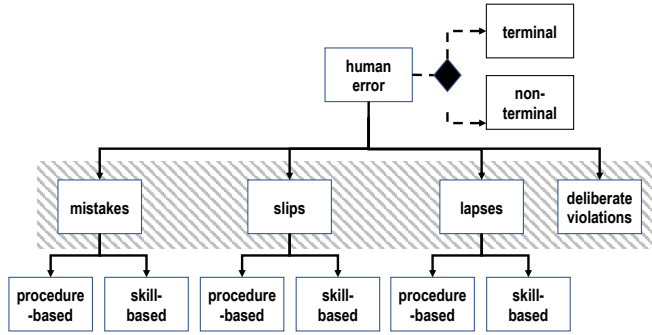 terminal
human
error
non-
terminal
mistakes
slips
lapses
deliberate
violations
procedure
-based
skill-
based
procedure
-based
skill-
based
procedure
-based
skill-
based